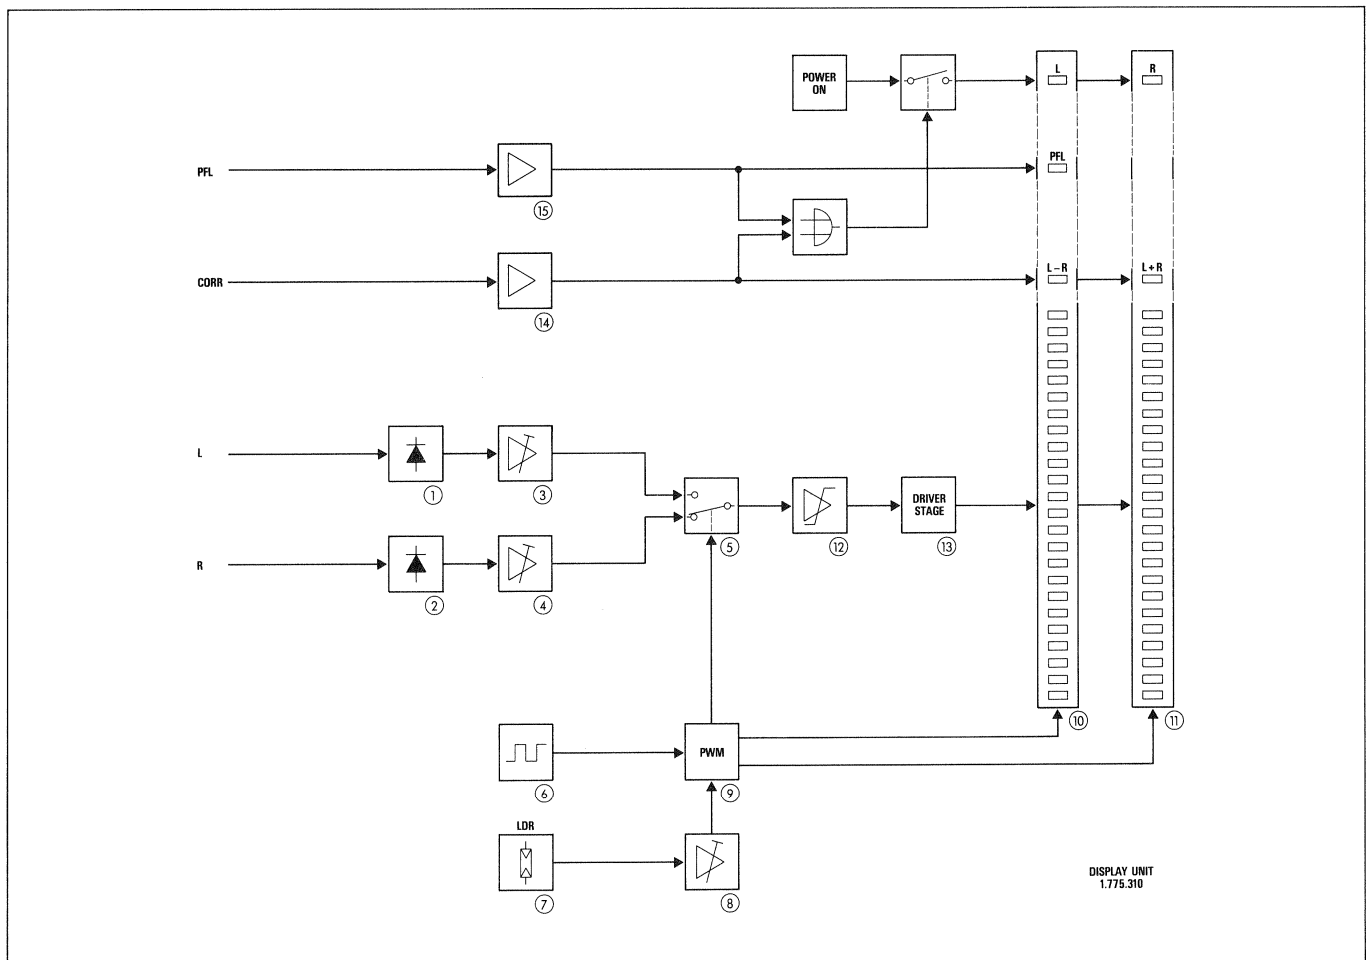 POWER
ON
L
R
PFL
PFL
⑮
CORR
L–R
L+R
⑭
L
①
③
R
②
④
⑤
⑫
DRIVER
STAGE
⑬
⑩
⑪
⑥
PWM
⑨
LDR
⑦
⑧
DISPLAY UNIT
1.775.310